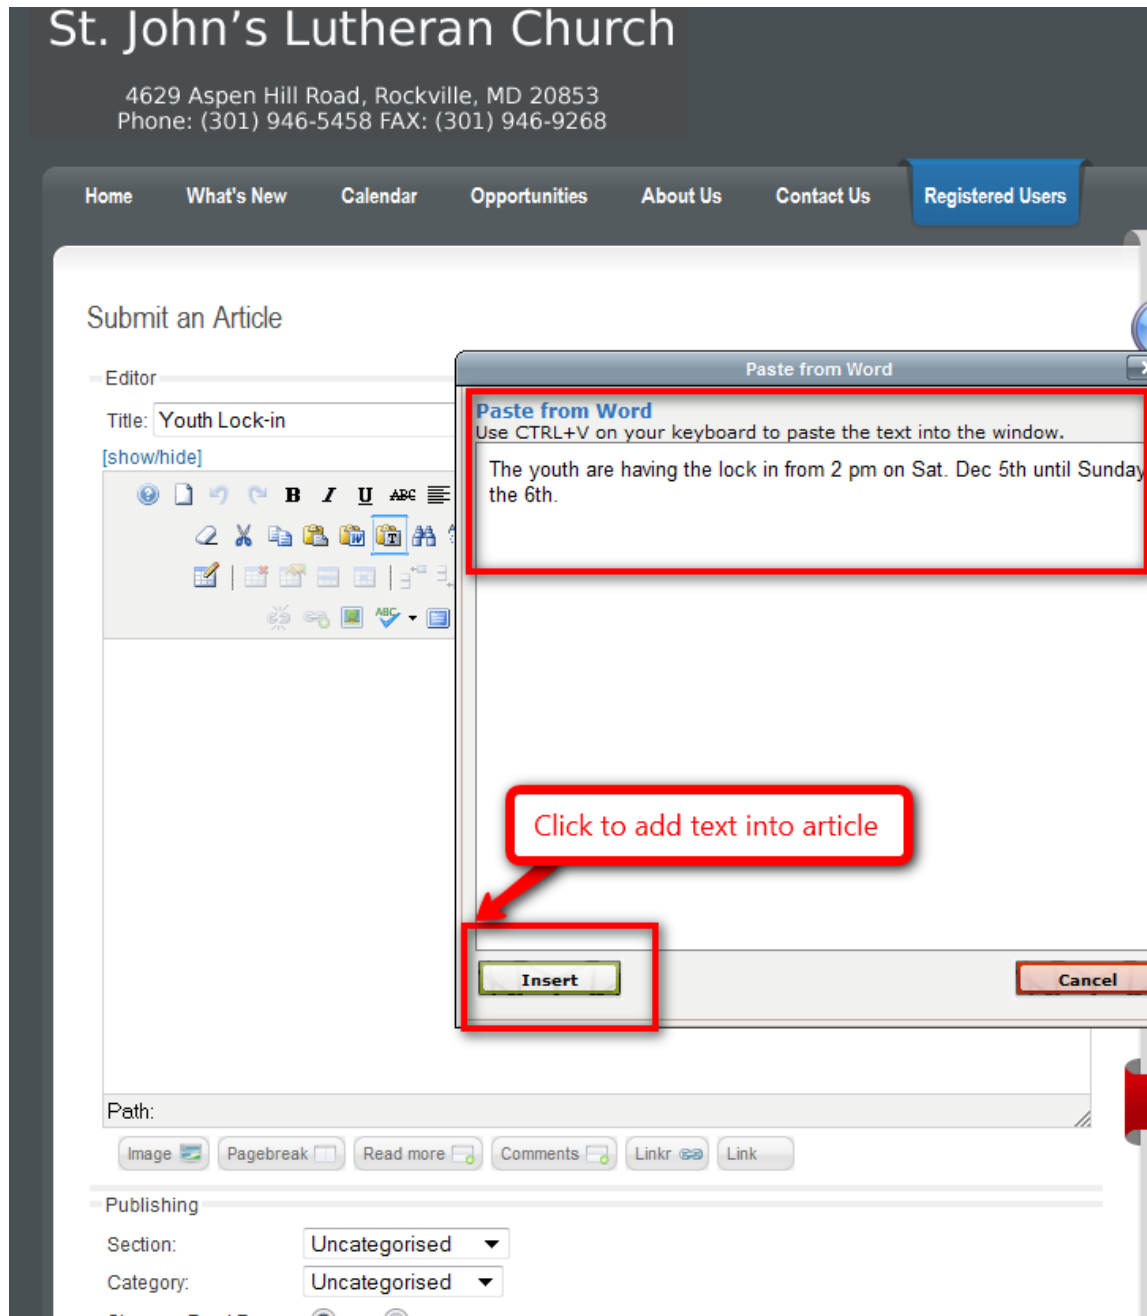 St. John's Lutheran Church
4629 Aspen Hill Road, Rockville, MD 20853
Phone: (301) 946-5458 FAX: (301) 946-9268
Home What's New Calendar Opportunities About Us Contact Us Registered Users
Submit an Article
Editor
Title: Youth Lock-in
[show/hide]
B I U ABC
ABC
Path:
Paste from Word
Paste from Word
Use CTRL+V on your keyboard to paste the text into the window.
The youth are having the lock in from 2 pm on Sat. Dec 5th until Sunday
the 6th.
Click to add text into article
Insert Cancel
Image Pagebreak Read more Comments Linkr Link
Publishing
Section: Uncategorised
Category: Uncategorised